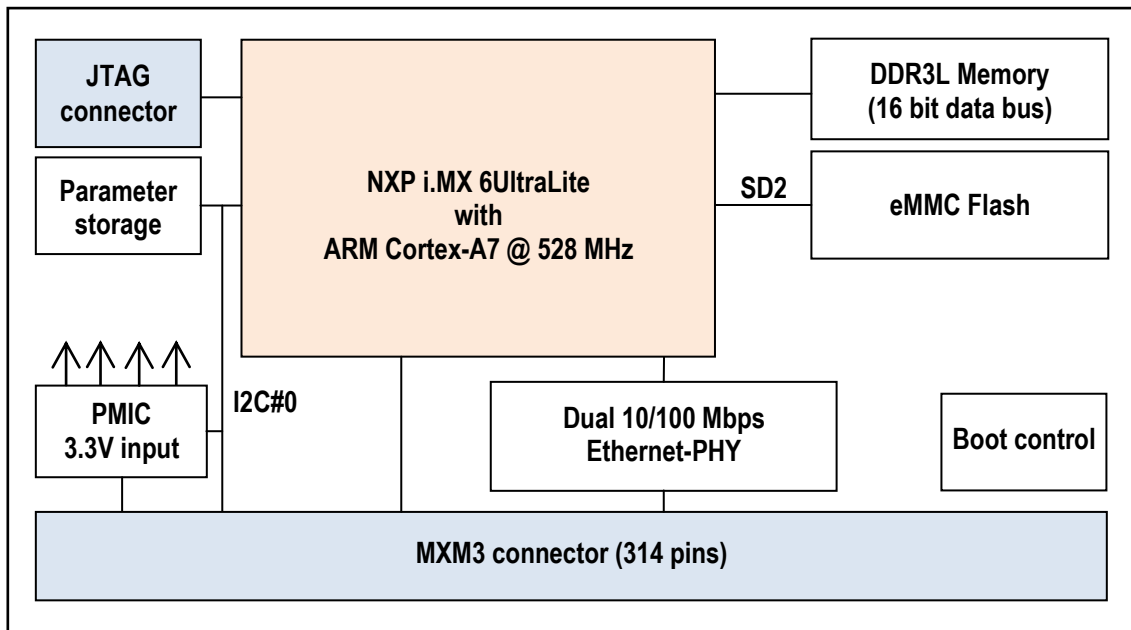 JTAG
connector
NXP i.MX 6UltraLite
with
ARM Cortex-A7 @ 528 MHz
DDR3L Memory
(16 bit data bus)
Parameter
storage
SD2
eMMC Flash
PMIC
3.3V input
I2C#0
Dual 10/100 Mbps
Ethernet-PHY
Boot control
MXM3 connector (314 pins)